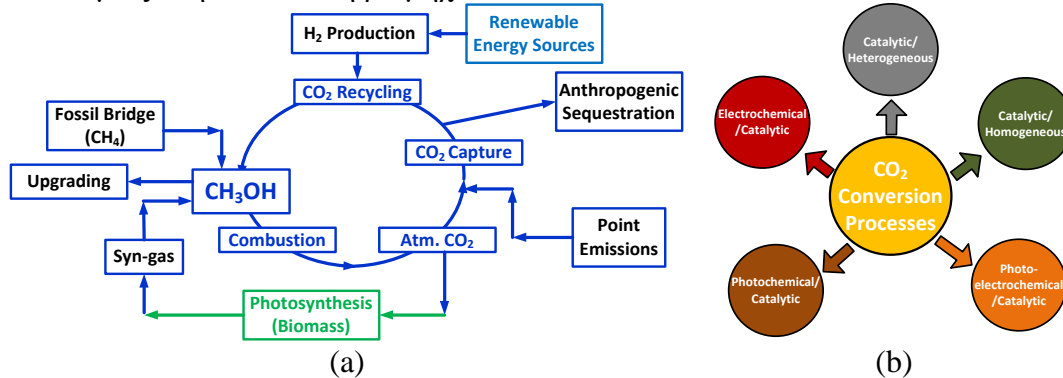 H₂ Production
Renewable
Energy Sources
CO₂ Recycling
Fossil Bridge
(CH₄)
Anthropogenic
Sequestration
CO₂ Capture
Upgrading
CH₃OH
Combustion
Atm. CO₂
Point
Emissions
Syn-gas
Photosynthesis
(Biomass)
(a)
Catalytic/
Heterogeneous
Electrochemical
/Catalytic
Catalytic/
Homogeneous
CO₂
Conversion
Processes
Photochemical/
Catalytic
Photo-
electrochemical
/Catalytic
(b)